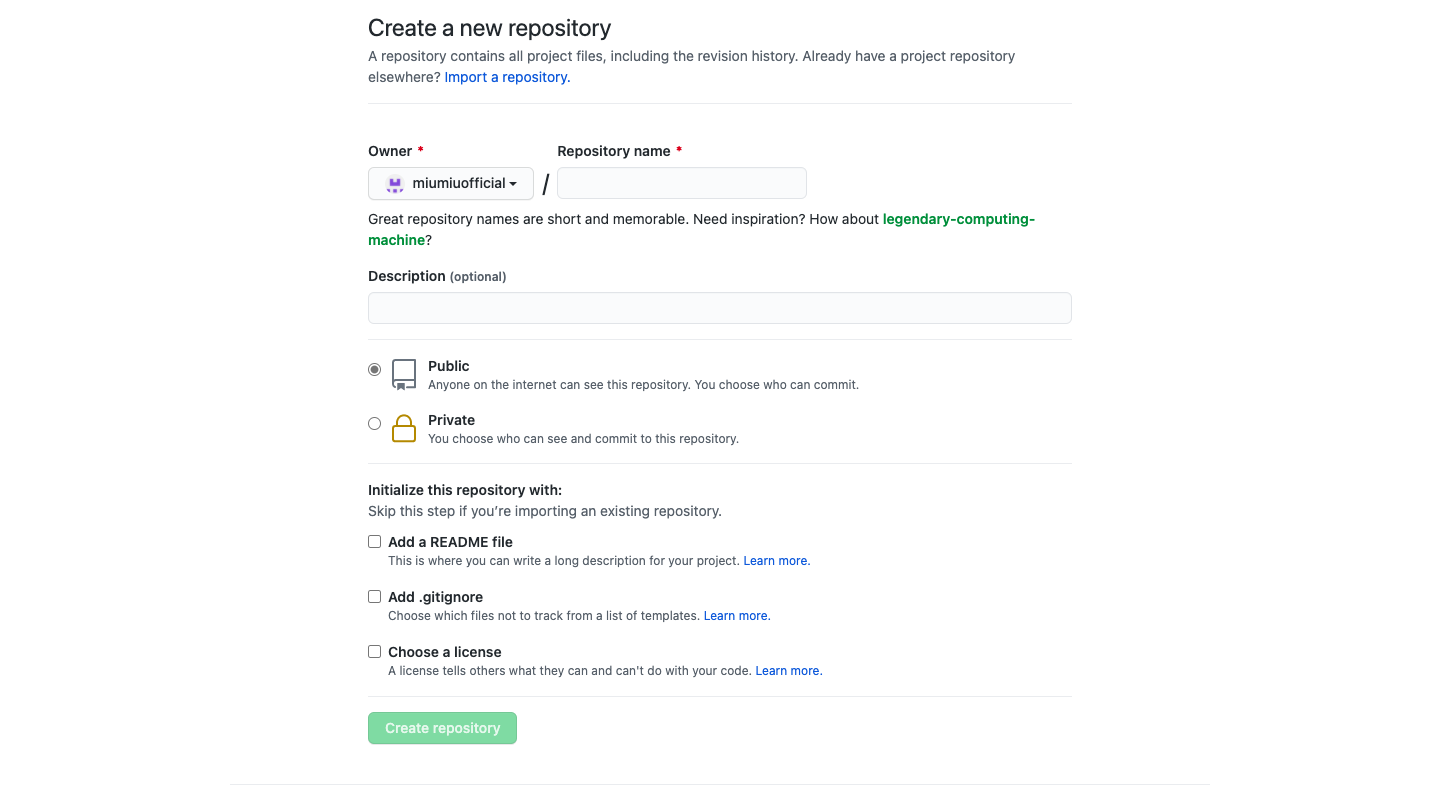 Create a new repository
A repository contains all project files, including the revision history. Already have a project repository
elsewhere? Import a repository.
Owner * Repository name *
miumiuofficial /
Great repository names are short and memorable. Need inspiration? How about legendary-computing-
machine?
Description (optional)
Public
Anyone on the internet can see this repository. You choose who can commit.
Private
You choose who can see and commit to this repository.
Initialize this repository with:
Skip this step if you’re importing an existing repository.
Add a README file
This is where you can write a long description for your project. Learn more.
Add .gitignore
Choose which files not to track from a list of templates. Learn more.
Choose a license
A license tells others what they can and can't do with your code. Learn more.
Create repository